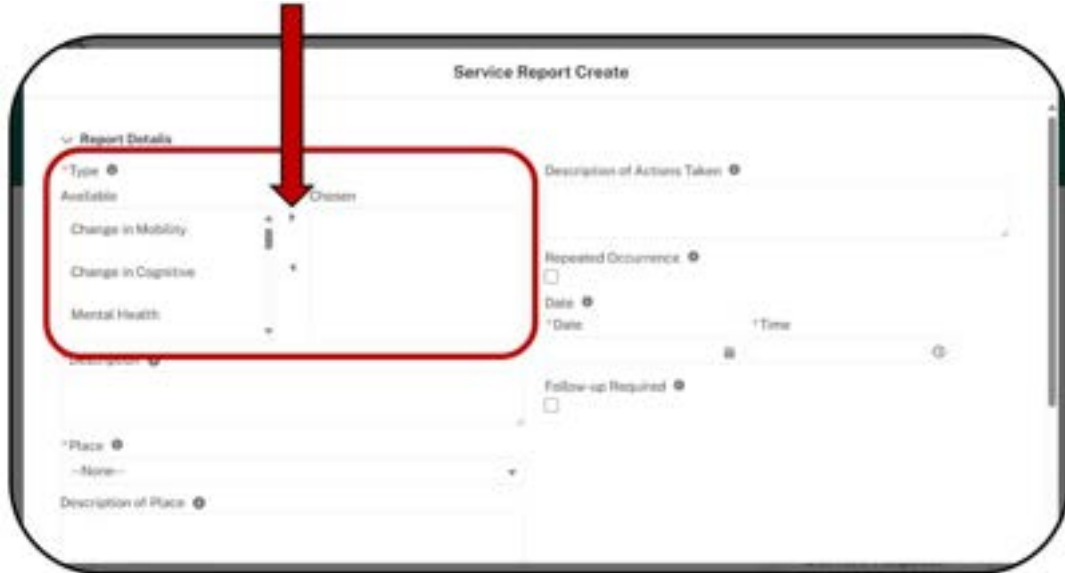 Service Report Create
Report Details
*Type
Available
Chosen
Change in Mobility
Change in Cognitive
Mental Health
Description
*Place
--None--
Description of Place
Description of Actions Taken
Repeated Occurrence
Date
*Date
*Time
Follow-up Required